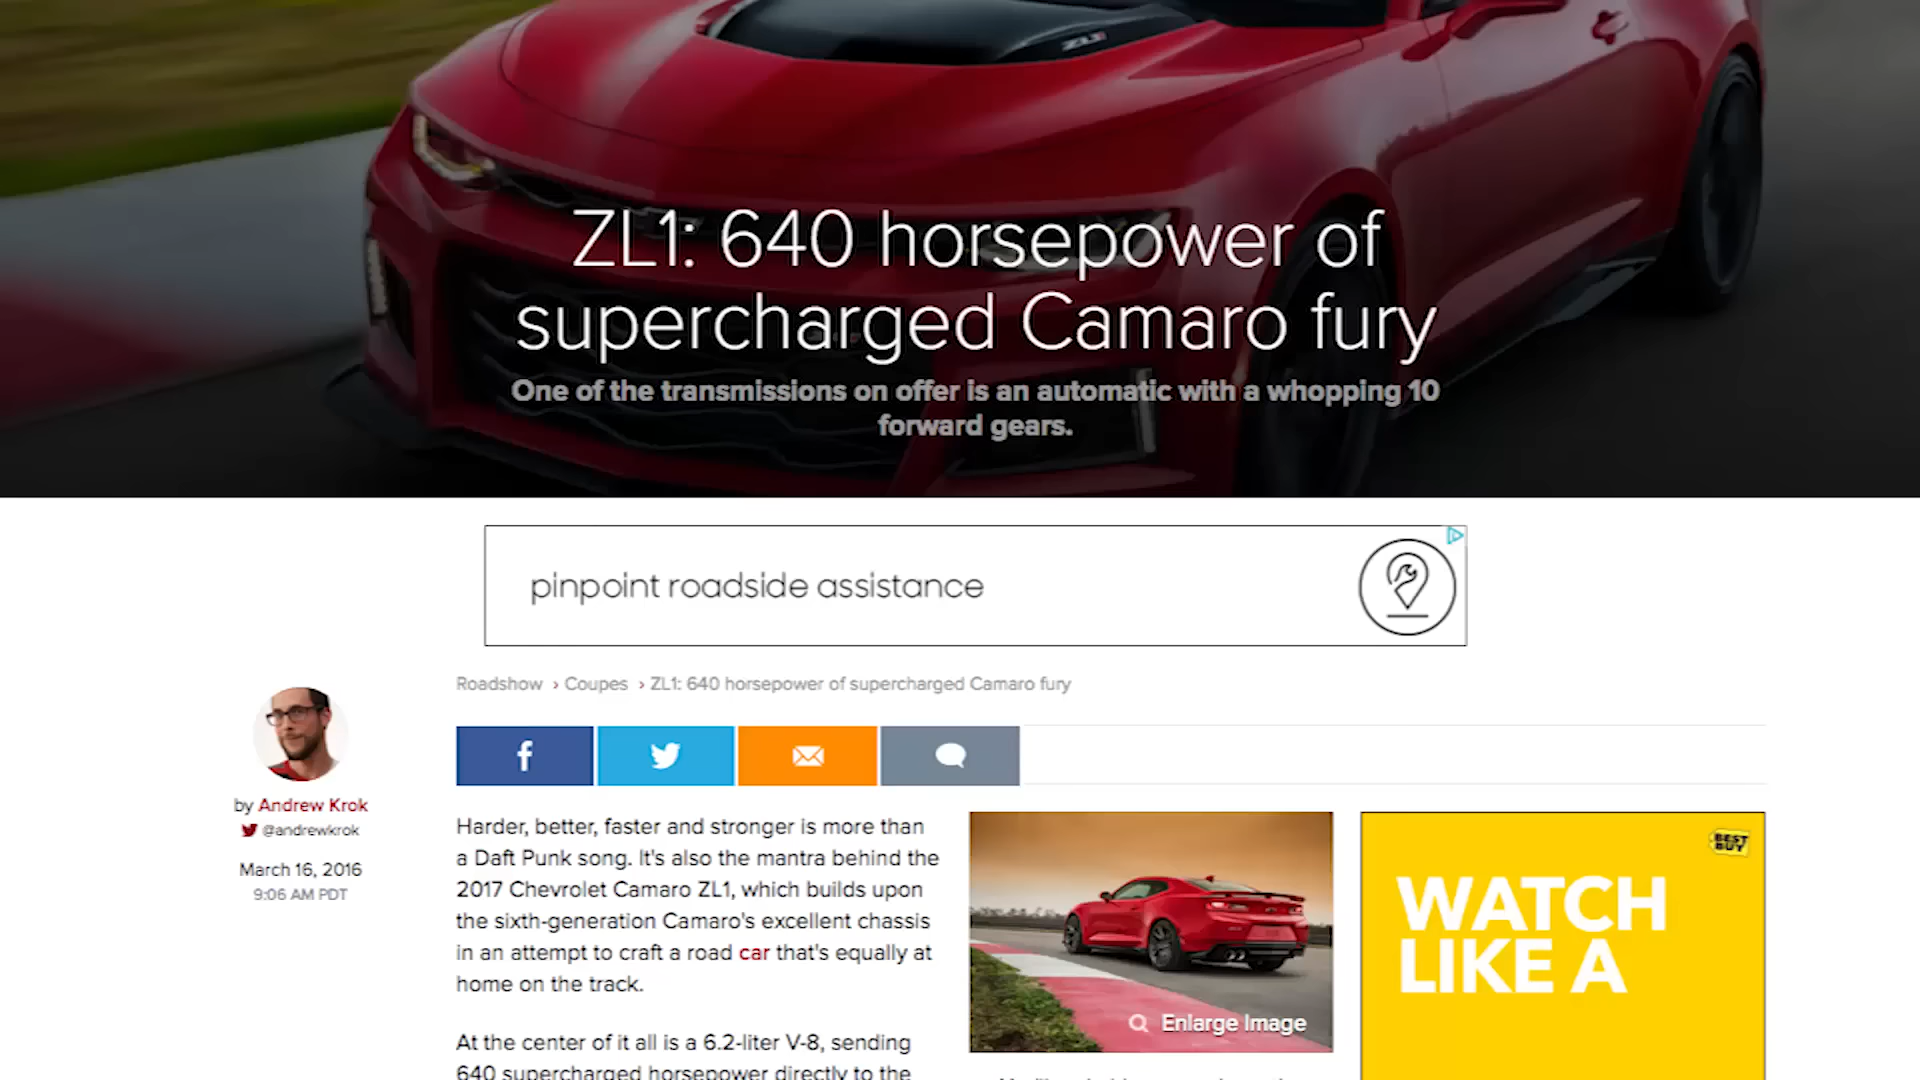 ZL1
ZL1: 640 horsepower of
supercharged Camaro fury
One of the transmissions on offer is an automatic with a whopping 10
forward gears.
pinpoint roadside assistance
Roadshow › Coupes › ZL1: 640 horsepower of supercharged Camaro fury
by Andrew Krok
@andrewkrok
March 16, 2016
9:06 AM PDT
Harder, better, faster and stronger is more than
a Daft Punk song. It's also the mantra behind the
2017 Chevrolet Camaro ZL1, which builds upon
the sixth-generation Camaro's excellent chassis
in an attempt to craft a road car that's equally at
home on the track.
At the center of it all is a 6.2-liter V-8, sending
640 supercharged horsepower directly to the
Enlarge Image
BEST
BUY
WATCH
LIKE A